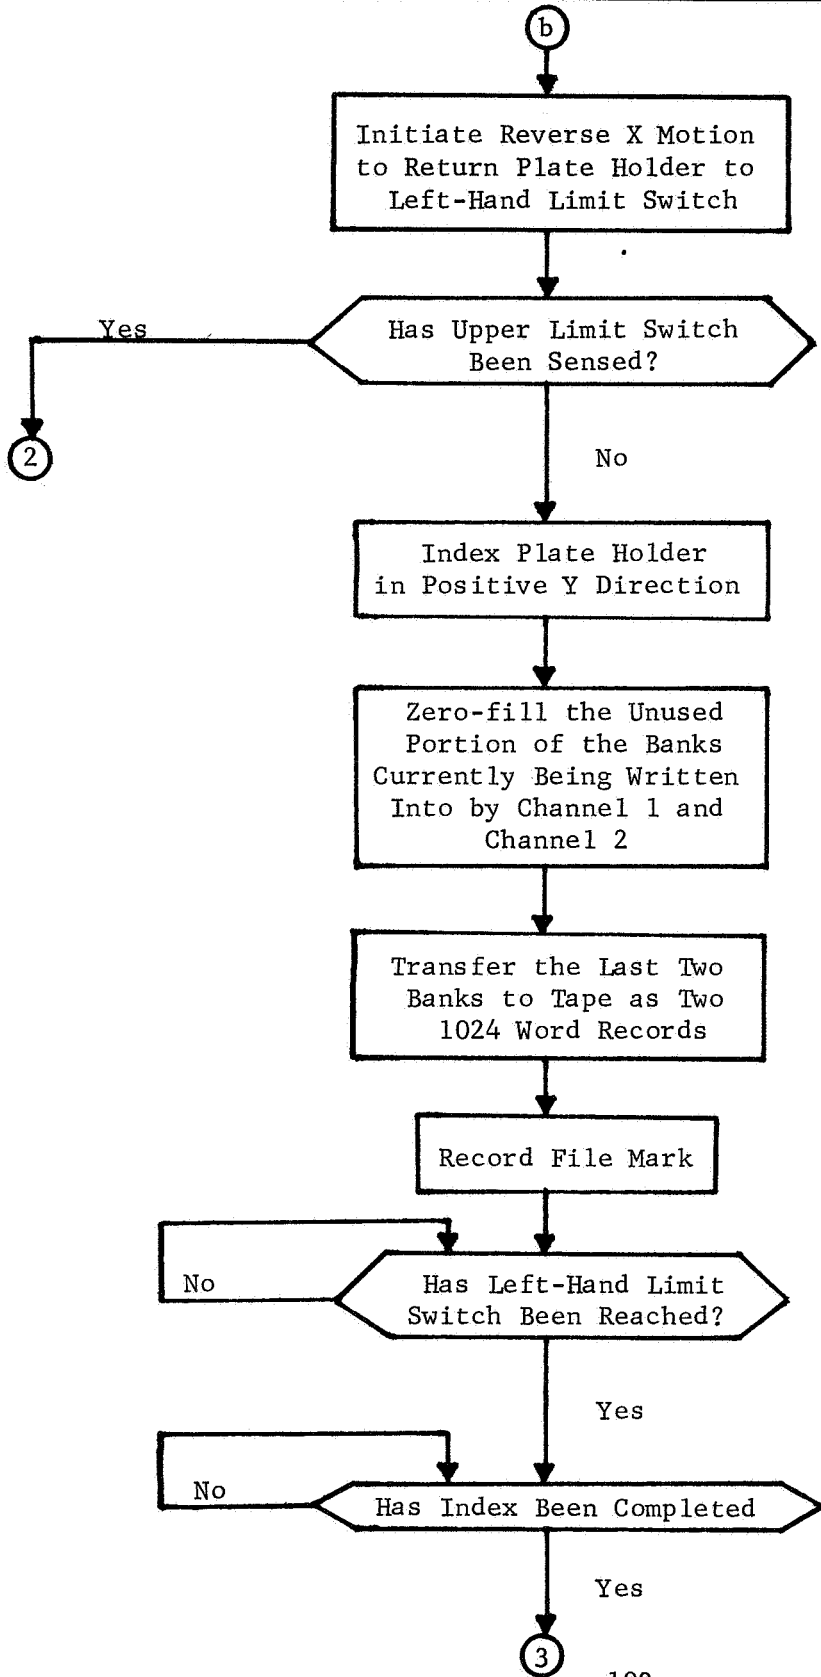 b
Initiate Reverse X Motion
to Return Plate Holder to
Left-Hand Limit Switch
Yes
Has Upper Limit Switch
Been Sensed?
2
No
Index Plate Holder
in Positive Y Direction
Zero-fill the Unused
Portion of the Banks
Currently Being Written
Into by Channel 1 and
Channel 2
Transfer the Last Two
Banks to Tape as Two
1024 Word Records
Record File Mark
No
Has Left-Hand Limit
Switch Been Reached?
Yes
No
Has Index Been Completed
Yes
3